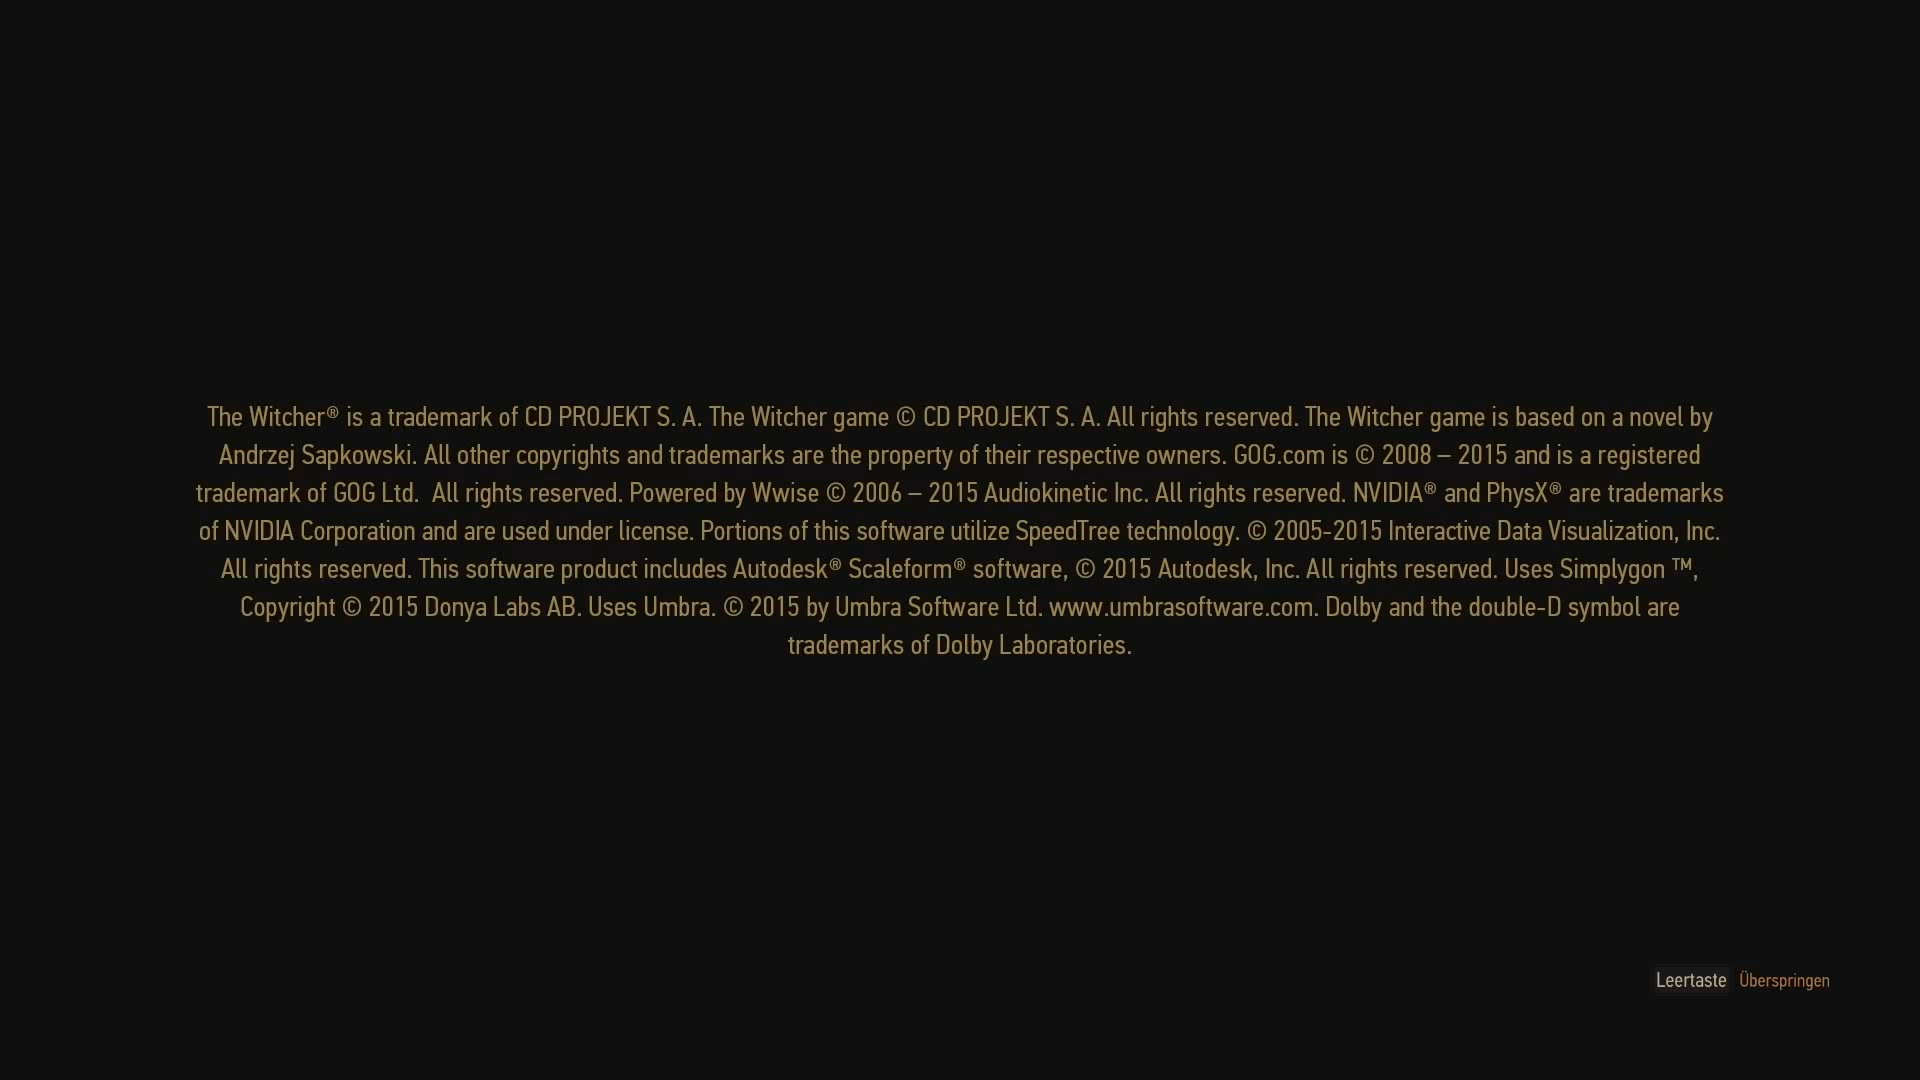 The Witcher® is a trademark of CD PROJEKT S. A. The Witcher game © CD PROJEKT S. A. All rights reserved. The Witcher game is based on a novel by
Andrzej Sapkowski. All other copyrights and trademarks are the property of their respective owners. GOG.com is © 2008 – 2015 and is a registered
trademark of GOG Ltd.  All rights reserved. Powered by Wwise © 2006 – 2015 Audiokinetic Inc. All rights reserved. NVIDIA® and PhysX® are trademarks
of NVIDIA Corporation and are used under license. Portions of this software utilize SpeedTree technology. © 2005-2015 Interactive Data Visualization, Inc.
All rights reserved. This software product includes Autodesk® Scaleform® software, © 2015 Autodesk, Inc. All rights reserved. Uses Simplygon ™,
Copyright © 2015 Donya Labs AB. Uses Umbra. © 2015 by Umbra Software Ltd. www.umbrasoftware.com. Dolby and the double-D symbol are
trademarks of Dolby Laboratories.
Leertaste Überspringen